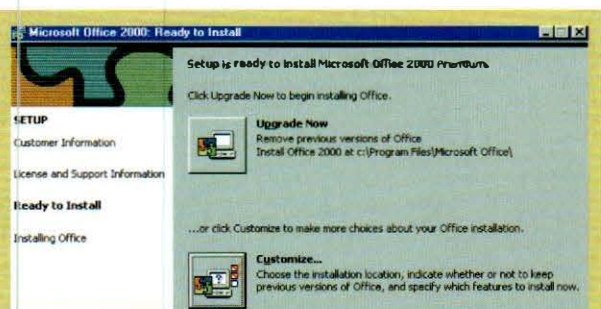 Microsoft Office 2000: Ready to Install
Setup is ready to install Microsoft Office 2000 Premium.
Click Upgrade Now to begin installing Office.
SETUP
Customer Information
License and Support Information
Ready to Install
Installing Office
Upgrade Now
Remove previous versions of Office
Install Office 2000 at c:\Program Files\Microsoft Office\
...or click Customize to make more choices about your Office installation.
Customize...
Choose the installation location, indicate whether or not to keep
previous versions of Office, and specify which features to install now.